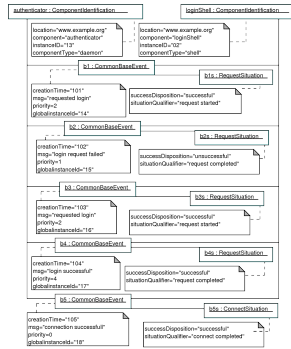 authenticator : ComponentIdentification
loginShell : ComponentIdentification
location="www.example.org"
component="authenticator"
instanceID="13"
componentType="daemon"
location="www.example.org"
component="loginShell"
instanceID="02"
componentType="shell"
b1 : CommonBaseEvent
b1s : RequestSituation
creationTime="101"
msg="requested login"
priority=2
globalinstanceId="14"
successDisposition="successful"
situationQualifier="request started"
b2 : CommonBaseEvent
b2s : RequestSituation
creationTime="102"
msg="login request failed"
priority=1
globalinstanceId="15"
successDisposition="unsuccessful"
situationQualifier="request completed"
b3 : CommonBaseEvent
b3s : RequestSituation
creationTime="103"
msg="requested login"
priority=2
globalinstanceId="16"
successDisposition="successful"
situationQualifier="request started"
b4 : CommonBaseEvent
b4s : RequestSituation
creationTime="104"
msg="login successful"
priority=4
globalinstanceId="17"
successDisposition="successful"
situationQualifier="request completed"
b5 : CommonBaseEvent
b5s : ConnectSituation
creationTime="105"
msg="connection successfull"
priority=0
globalinstanceId="18"
successDisposition="successful"
situationQualifier="connect completed"